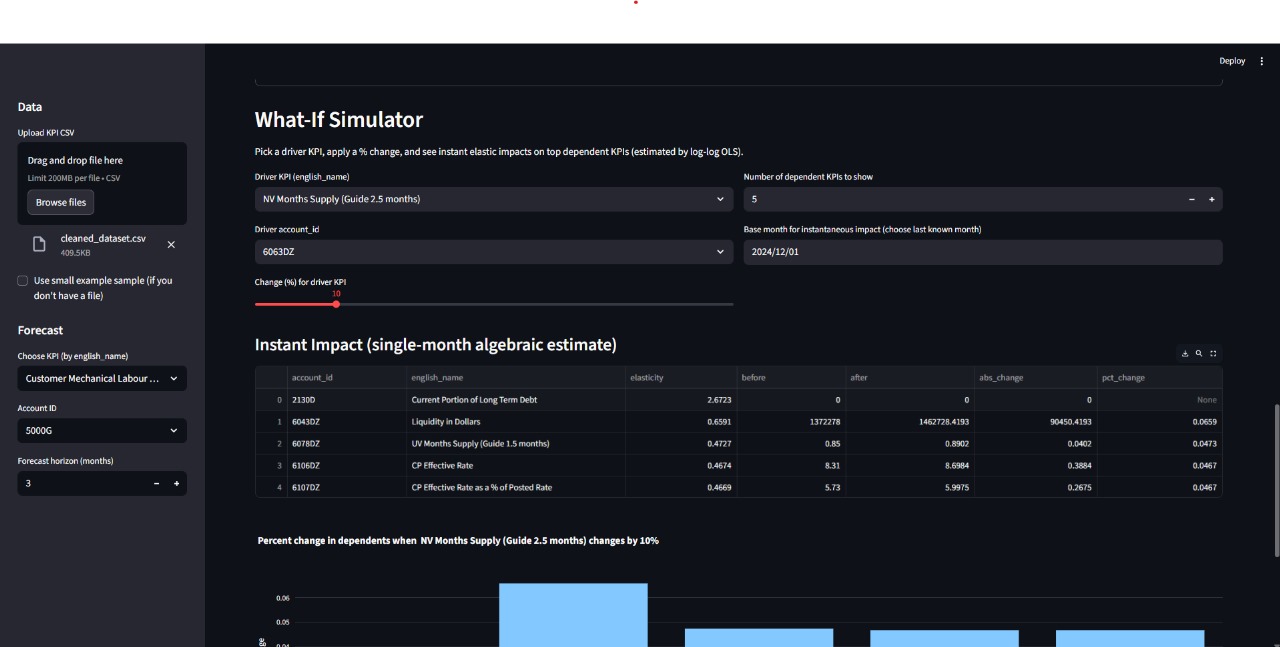 Deploy
Data
Upload KPI CSV
Drag and drop file here
Limit 200MB per file • CSV
Browse files
cleaned_dataset.csv
409.5KB
Use small example sample (if you
don't have a file)
Forecast
Choose KPI (by english_name)
Customer Mechanical Labour ...
Account ID
5000G
Forecast horizon (months)
3
What-If Simulator
Pick a driver KPI, apply a % change, and see instant elastic impacts on top dependent KPIs (estimated by log-log OLS).
Driver KPI (english_name)
NV Months Supply (Guide 2.5 months)
Number of dependent KPIs to show
5
Driver account_id
6063DZ
Base month for instantaneous impact (choose last known month)
2024/12/01
Change (%) for driver KPI
10
Instant Impact (single-month algebraic estimate)
account_id english_name elasticity before after abs_change pct_change
0 2130D Current Portion of Long Term Debt 2.6723 0 0 0 None
1 6043DZ Liquidity in Dollars 0.6591 1372278 1462728.4193 90450.4193 0.0659
2 6078DZ UV Months Supply (Guide 1.5 months) 0.4727 0.85 0.8902 0.0402 0.0473
3 6106DZ CP Effective Rate 0.4674 8.31 8.6984 0.3884 0.0467
4 6107DZ CP Effective Rate as a % of Posted Rate 0.4669 5.73 5.9975 0.2675 0.0467
Percent change in dependents when NV Months Supply (Guide 2.5 months) changes by 10%
0.06
0.05